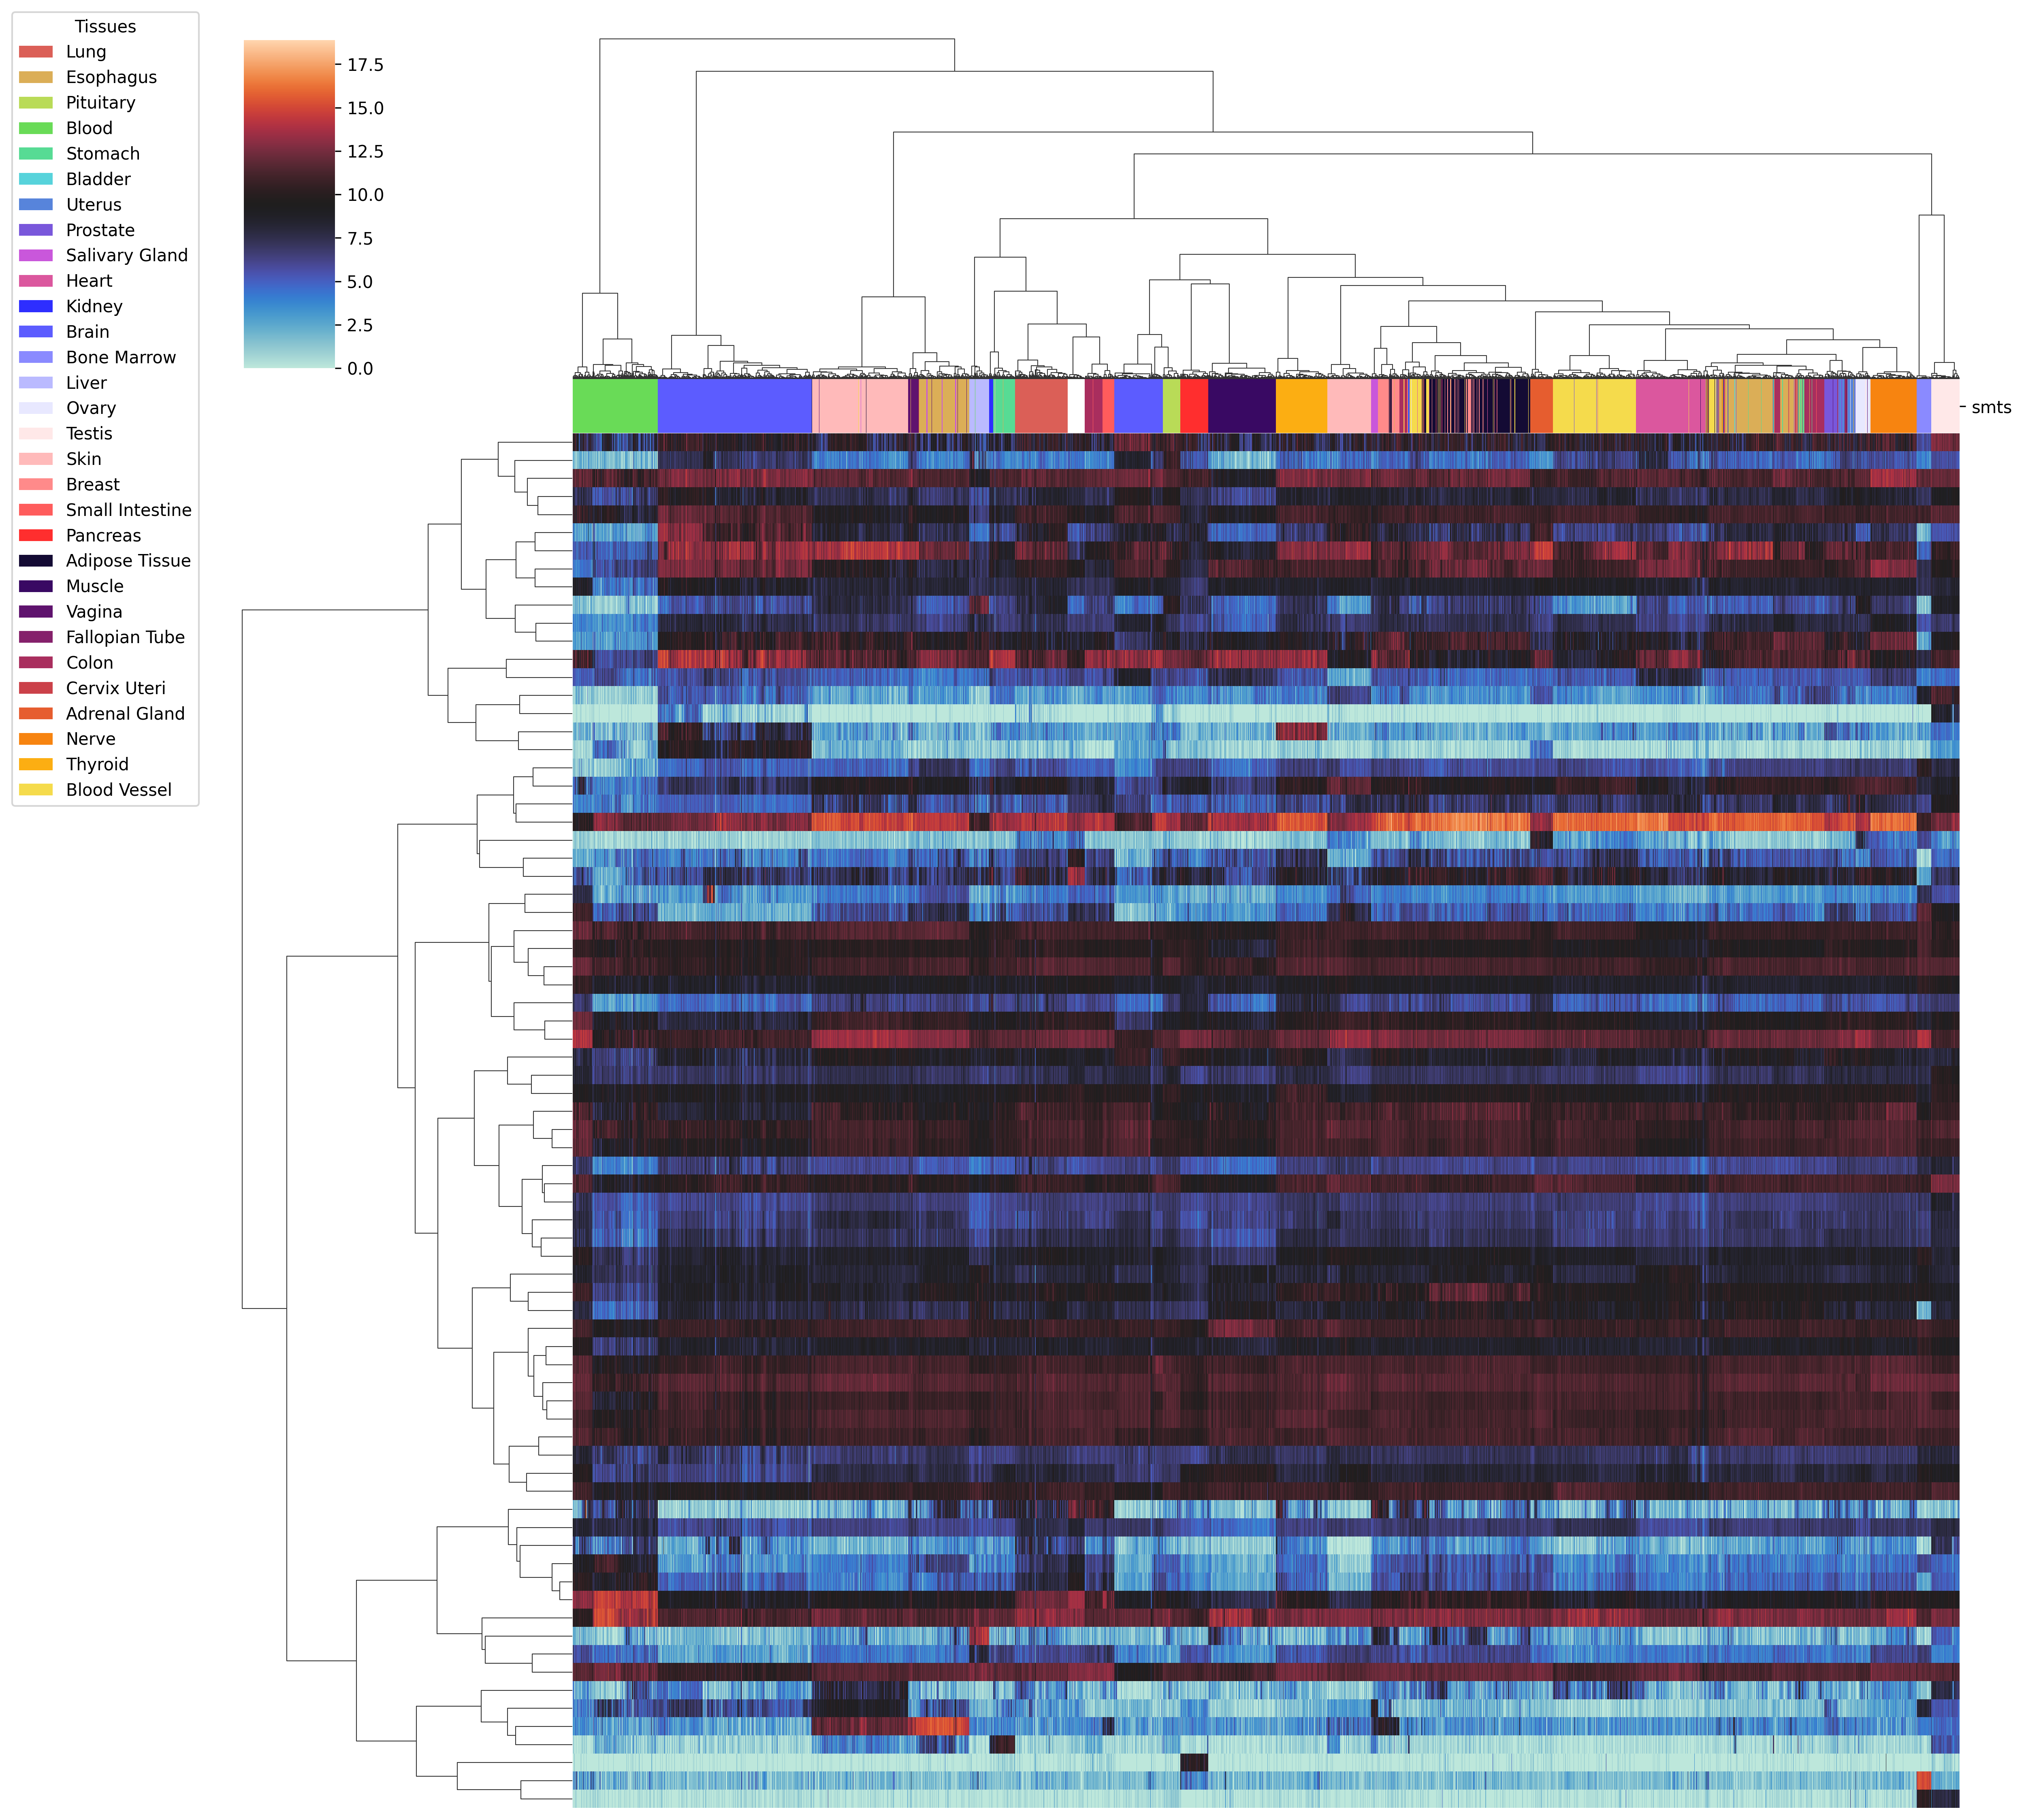 Tissues
Lung
Esophagus
Pituitary
Blood
Stomach
Bladder
Uterus
Prostate
Salivary Gland
Heart
Kidney
Brain
Bone Marrow
Liver
Ovary
Testis
Skin
Breast
Small Intestine
Pancreas
Adipose Tissue
Muscle
Vagina
Fallopian Tube
Colon
Cervix Uteri
Adrenal Gland
Nerve
Thyroid
Blood Vessel
17.5
15.0
12.5
10.0
7.5
5.0
2.5
0.0
smts